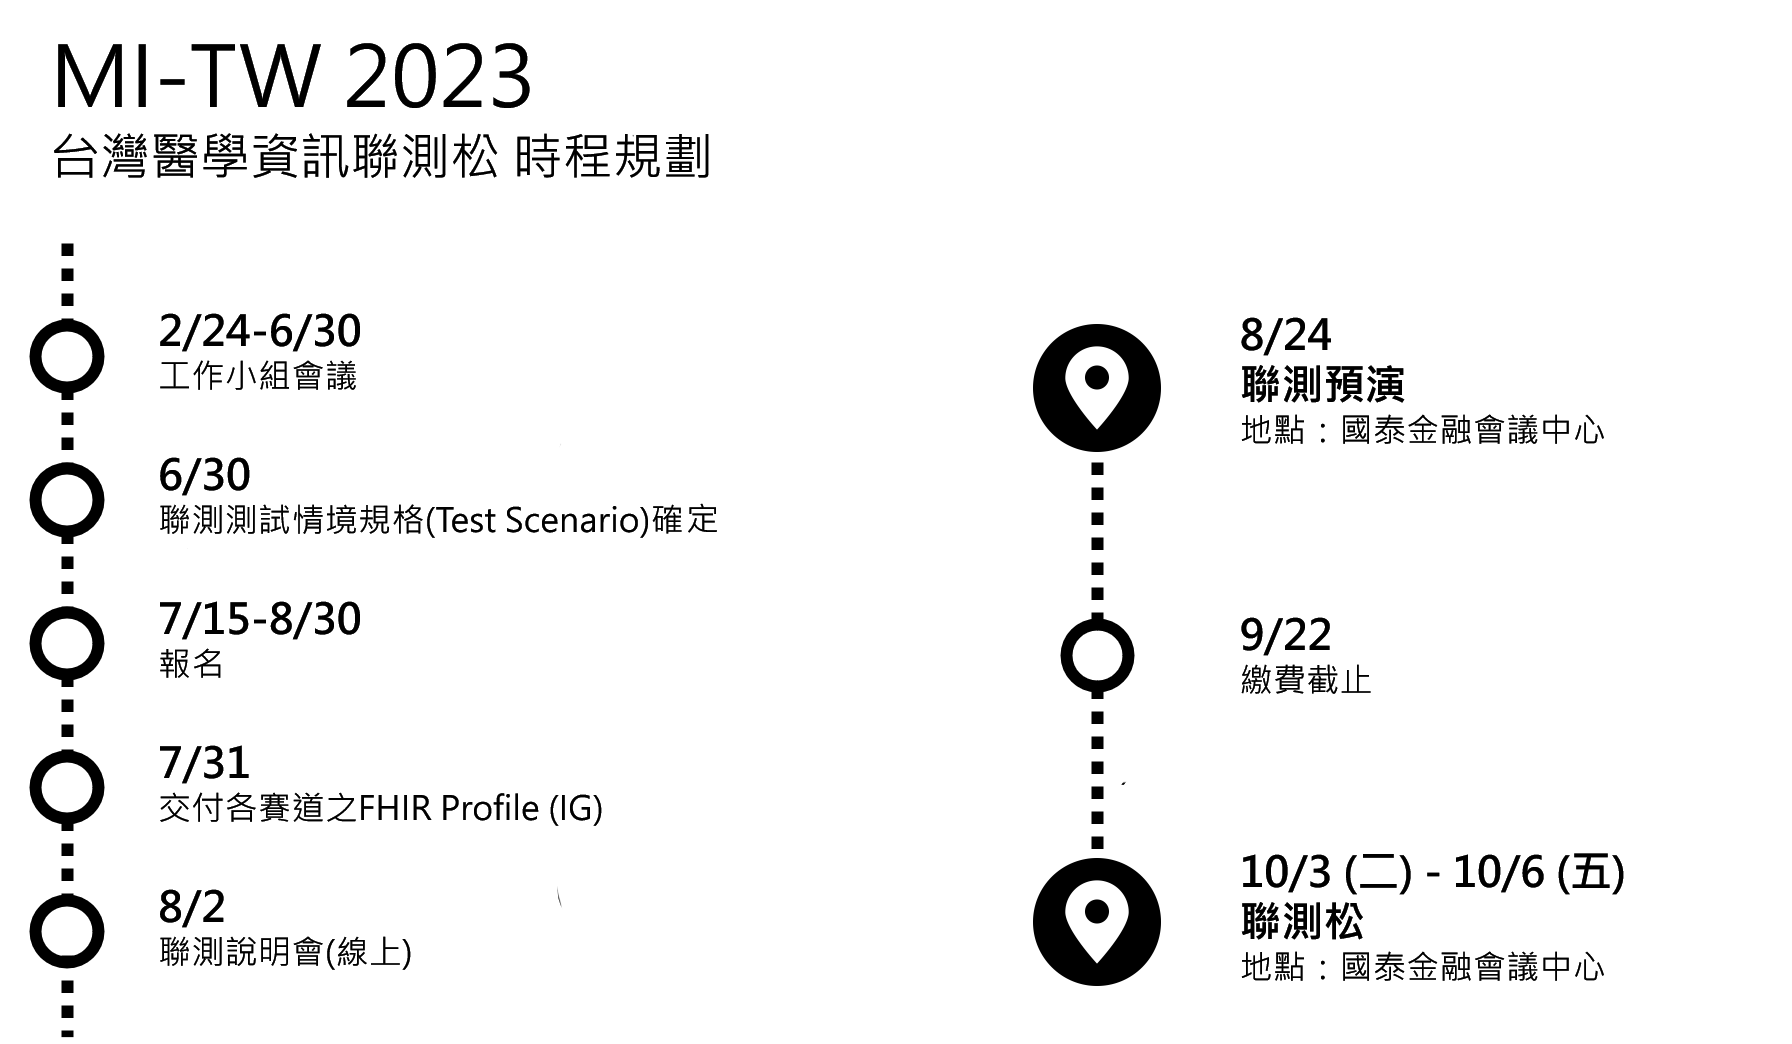 MI-TW 2023
台灣醫學資訊聯測松 時程規劃
2/24-6/30
工作小組會議
6/30
聯測測試情境規格(Test Scenario)確定
7/15-8/30
報名
7/31
交付各賽道之FHIR Profile (IG)
8/2
聯測說明會(線上)
8/24
聯測預演
地點：國泰金融會議中心
9/22
繳費截止
10/3 (二) - 10/6 (五)
聯測松
地點：國泰金融會議中心